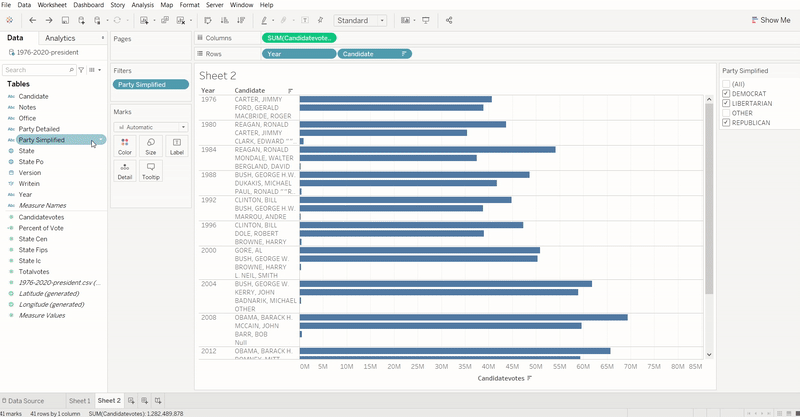 File Data Worksheet Dashboard Story Analysis Map Format Server Window Help
Standard
Show Me
Data Analytics
1976-2020-president
Search
Tables
Abc Candidate
Abc Notes
Abc Office
Abc Party Detailed
Abc Party Simplified
State
State Po
Version
Writein
Abc Year
Abc Measure Names
Candidatevotes
Percent of Vote
State Cen
State Fips
State Ic
Totalvotes
1976-2020-president.csv (...
Latitude (generated)
Longitude (generated)
Measure Values
Pages
Filters
Party Simplified
Marks
Automatic
Color Size Label
Detail Tooltip
Columns SUM(Candidatevote..
Rows Year Candidate
Sheet 2
Year Candidate
1976 CARTER, JIMMY
FORD, GERALD
MACBRIDE, ROGER
1980 REAGAN, RONALD
CARTER, JIMMY
CLARK, EDWARD ""..
1984 REAGAN, RONALD
MONDALE, WALTER
BERGLAND, DAVID
1988 BUSH, GEORGE H.W.
DUKAKIS, MICHAEL
PAUL, RONALD ""R..
1992 CLINTON, BILL
BUSH, GEORGE H.W.
MARROU, ANDRE
1996 CLINTON, BILL
DOLE, ROBERT
BROWNE, HARRY
2000 GORE, AL
BUSH, GEORGE W.
BROWNE, HARRY
L. NEIL, SMITH
2004 BUSH, GEORGE W.
KERRY, JOHN
BADNARIK, MICHAEL
OTHER
2008 OBAMA, BARACK H.
MCCAIN, JOHN
BARR, BOB
Null
2012 OBAMA, BARACK H.
ROMNEY, MITT
0M 5M 10M 15M 20M 25M 30M 35M 40M 45M 50M 55M 60M 65M 70M 75M 80M 85M
Candidatevotes
Party Simplified
(All)
DEMOCRAT
LIBERTARIAN
OTHER
REPUBLICAN
Data Source Sheet 1 Sheet 2
41 marks 41 rows by 1 column SUM(Candidatevotes): 1,282,489,878